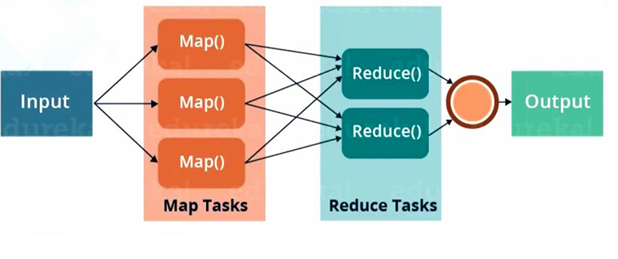 Input
Map()
Map()
Map()
Map Tasks
Reduce()
Reduce()
Reduce Tasks
Output